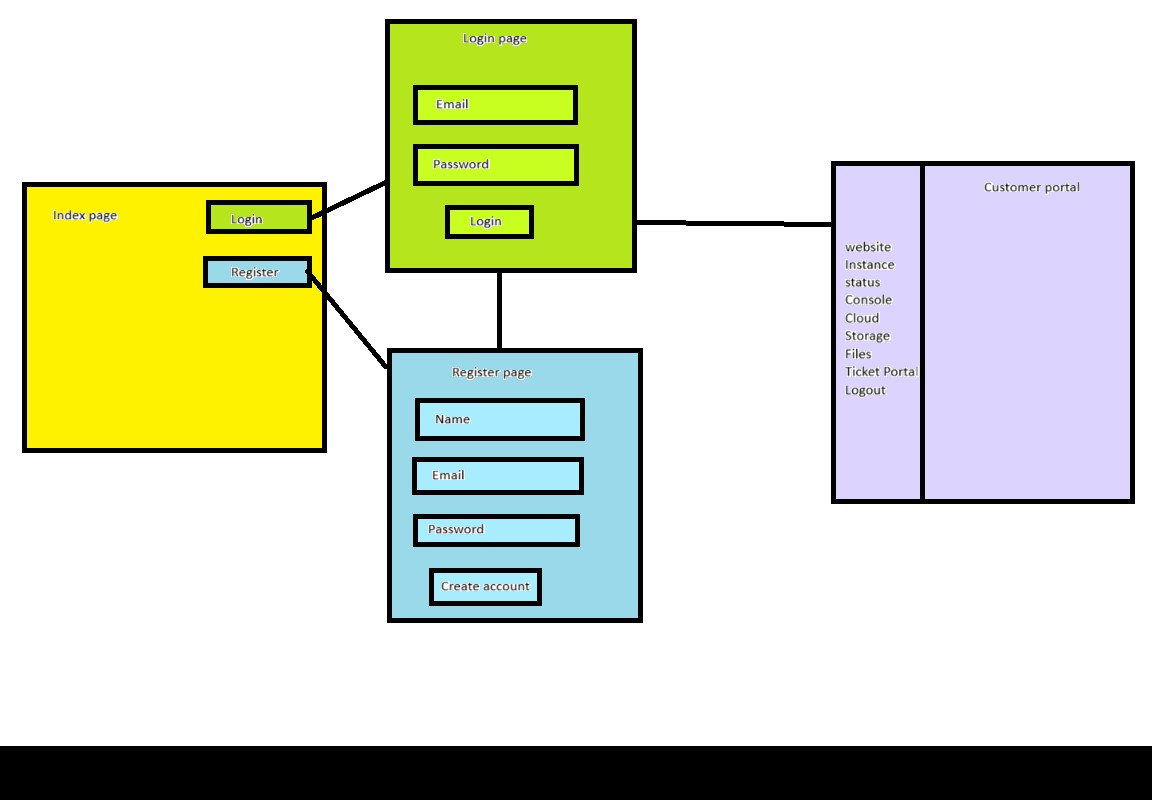 Index page
Login
Register
Login page
Email
Password
Login
Register page
Name
Email
Password
Create account
Customer portal
website
Instance
status
Console
Cloud
Storage
Files
Ticket Portal
Logout